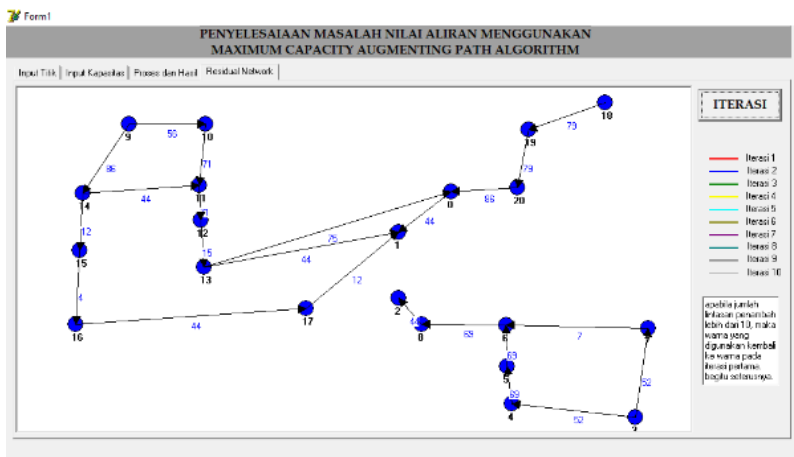 Form1
PENYELESAIAAN MASALAH NILAI ALIRAN MENGGUNAKAN
MAXIMUM CAPACITY AUGMENTING PATH ALGORITHM
Input Titik Input Kapasitas Proses dan Hasil Residual Network
ITERASI
18
79
19
9
56
10
79
86
71
20
86
0
14
44
11
12
44
1
12
75
15
15
13
44
12
4
2
17
16
44
44
8
69
6
7
69
5
52
69
4
52
3
Iterasi 1
Iterasi 2
Iterasi 3
Iterasi 4
Iterasi 5
Iterasi 6
Iterasi 7
Iterasi 8
Iterasi 9
Iterasi 10
apabila jumlah
lintasan penambah
lebih dari 10, maka
warna yang
digunakan kembali
ke warna pada
iterasi pertama,
begitu seterusnya.